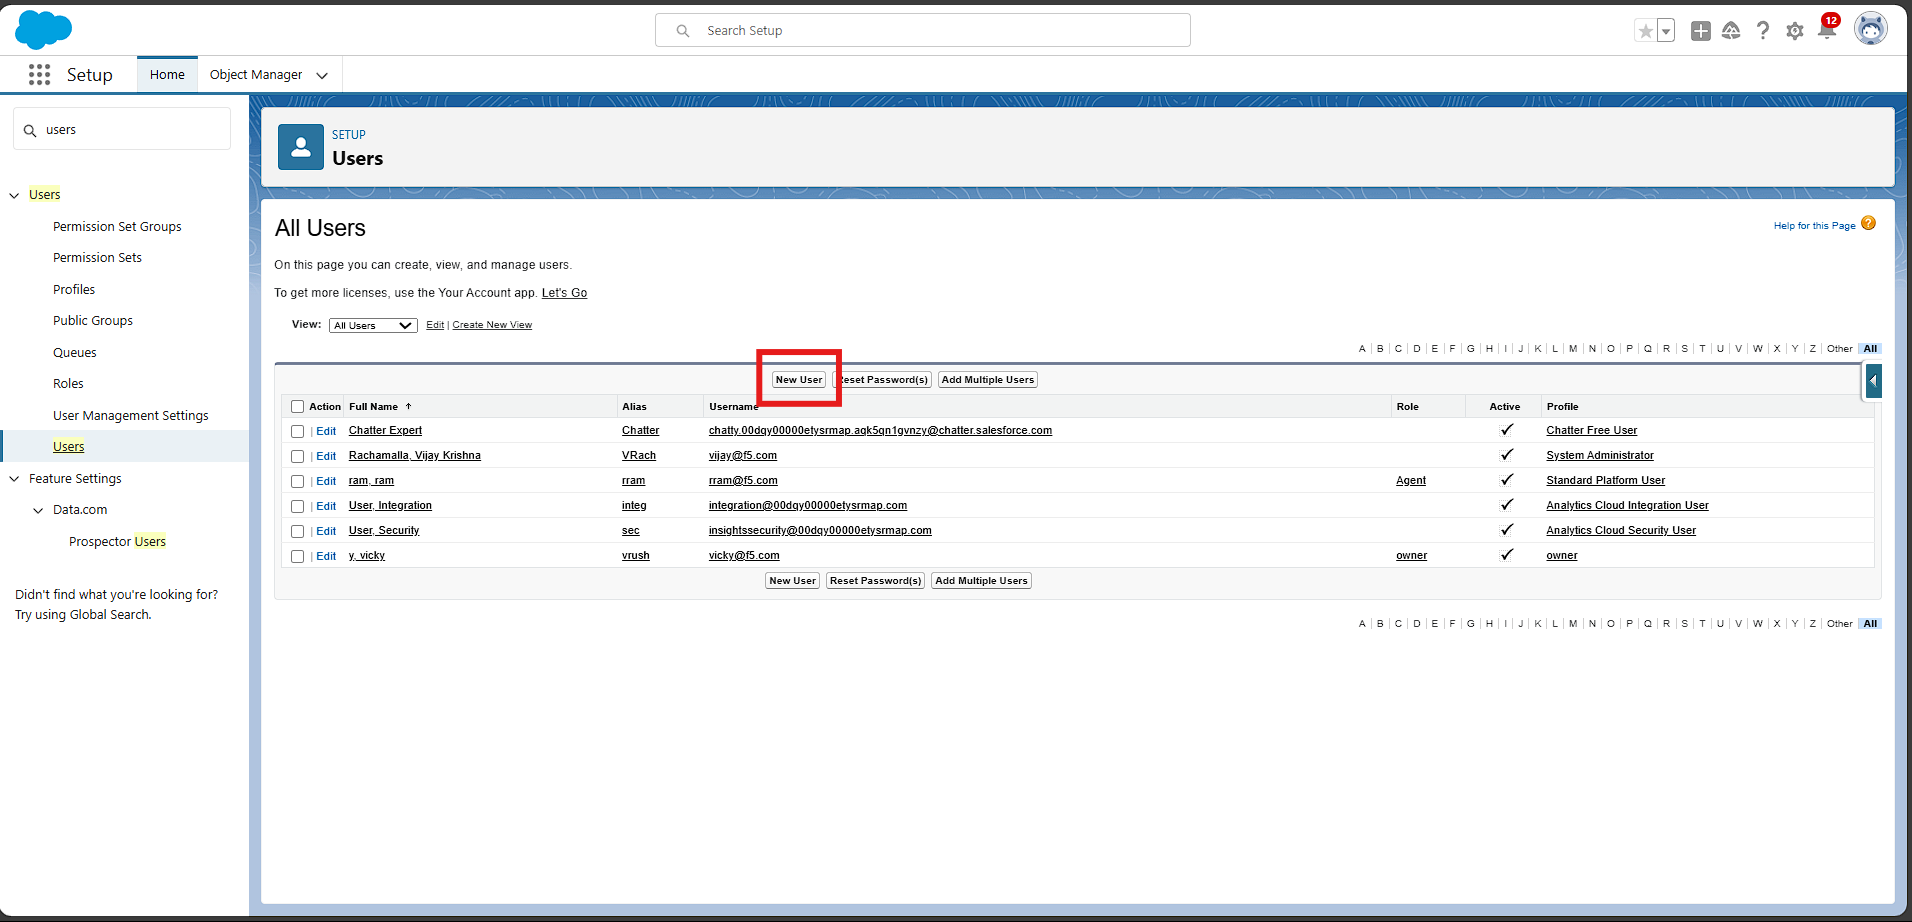 Search Setup
12
Setup Home Object Manager
users
SETUP
Users
Users
Permission Set Groups
Permission Sets
Profiles
Public Groups
Queues
Roles
User Management Settings
Users
Feature Settings
Data.com
Prospector Users
Didn't find what you're looking for?
Try using Global Search.
All Users
Help for this Page ?
On this page you can create, view, and manage users.
To get more licenses, use the Your Account app. Let's Go
View: All Users Edit | Create New View
A | B | C | D | E | F | G | H | I | J | K | L | M | N | O | P | Q | R | S | T | U | V | W | X | Y | Z | Other All
New User Reset Password(s) Add Multiple Users
Action Full Name ↑ Alias Username Role Active Profile
| Edit Chatter Expert Chatter chatty.00dqy00000etysrmap.aqk5qn1gvnzy@chatter.salesforce.com ✓ Chatter Free User
| Edit Rachamalla, Vijay Krishna VRach vijay@f5.com ✓ System Administrator
| Edit ram, ram rram rram@f5.com Agent ✓ Standard Platform User
| Edit User, Integration integ integration@00dqy00000etysrmap.com ✓ Analytics Cloud Integration User
| Edit User, Security sec insightssecurity@00dqy00000etysrmap.com ✓ Analytics Cloud Security User
| Edit y, vicky vrush vicky@f5.com owner ✓ owner
New User Reset Password(s) Add Multiple Users
A | B | C | D | E | F | G | H | I | J | K | L | M | N | O | P | Q | R | S | T | U | V | W | X | Y | Z | Other All